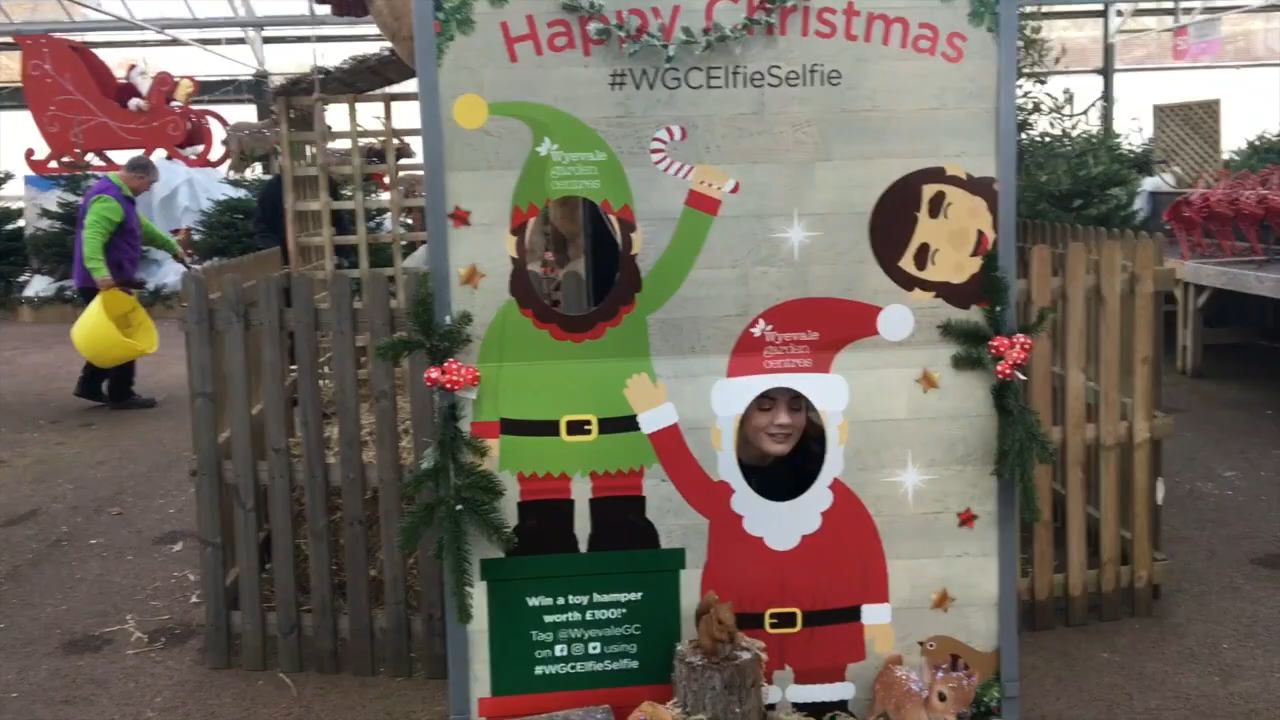 Happy Christmas
#WGCElfieSelfie
Wyevale
garden
centres
Wyevale
garden
centres
Win a toy hamper
worth £100!*
Tag @WyevaleGC
on using
#WGCElfieSelfie